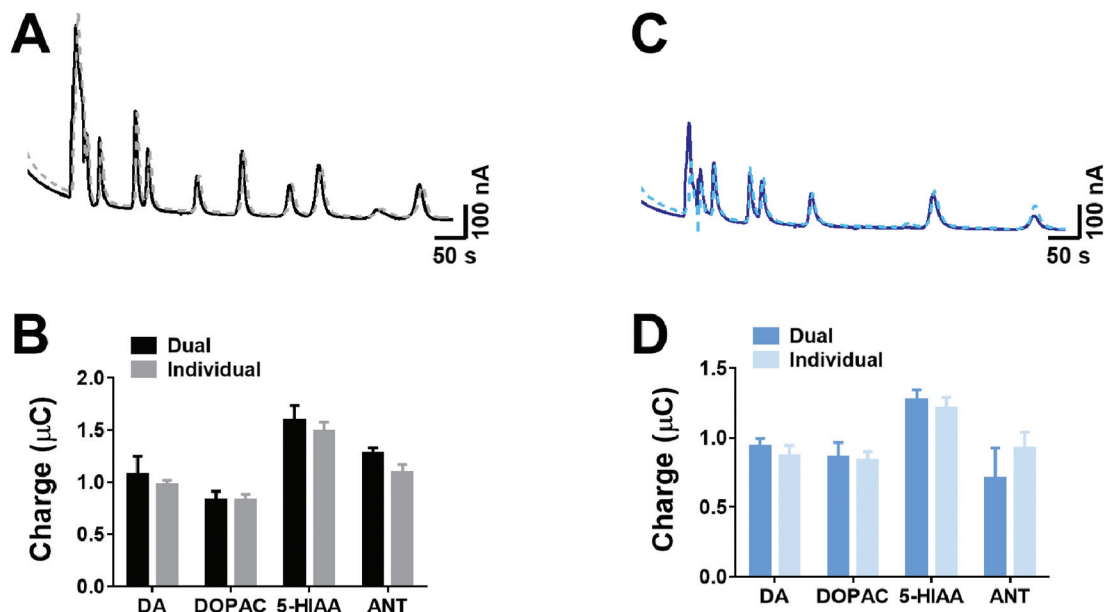 A
100 nA
50 s
C
100 nA
50 s
B
Dual
Individual
Charge (μC)
2.0
1.5
1.0
0.5
0.0
DA DOPAC 5-HIAA ANT
D
Dual
Individual
Charge (μC)
1.5
1.0
0.5
0.0
DA DOPAC 5-HIAA ANT